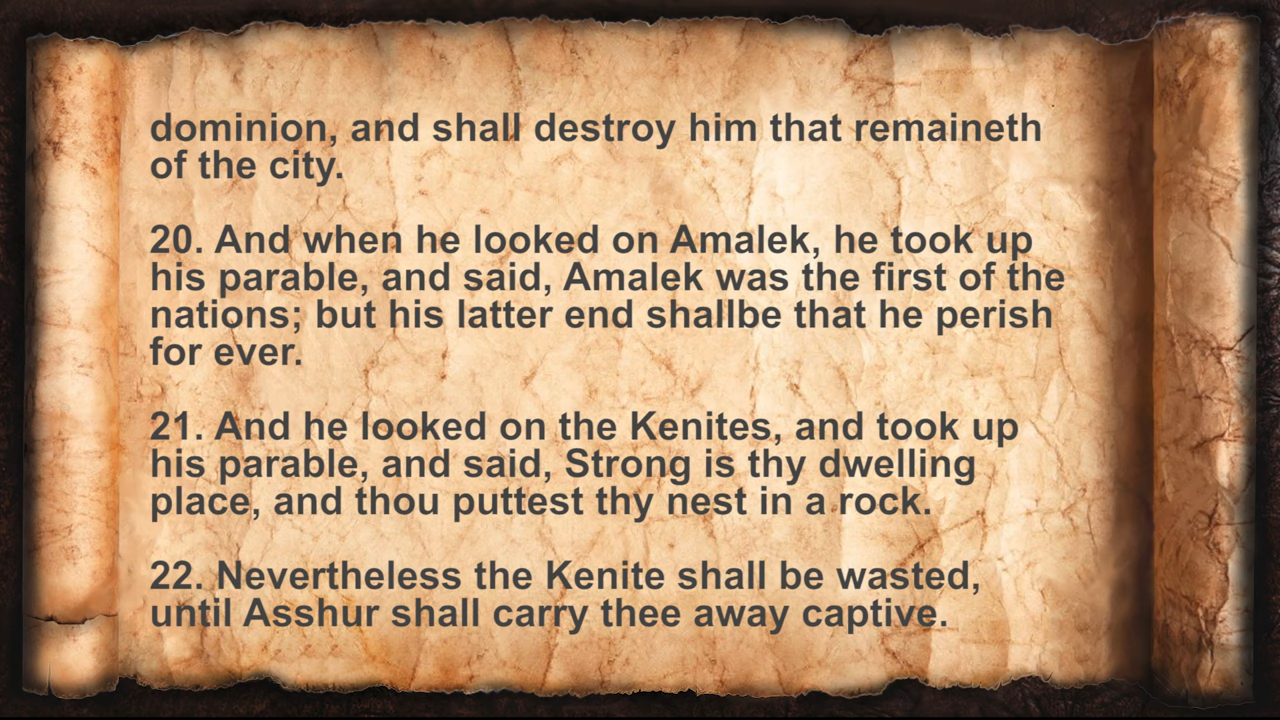 dominion, and shall destroy him that remaineth
of the city.
20. And when he looked on Amalek, he took up
his parable, and said, Amalek was the first of the
nations; but his latter end shallbe that he perish
for ever.
21. And he looked on the Kenites, and took up
his parable, and said, Strong is thy dwelling
place, and thou puttest thy nest in a rock.
22. Nevertheless the Kenite shall be wasted,
until Asshur shall carry thee away captive.